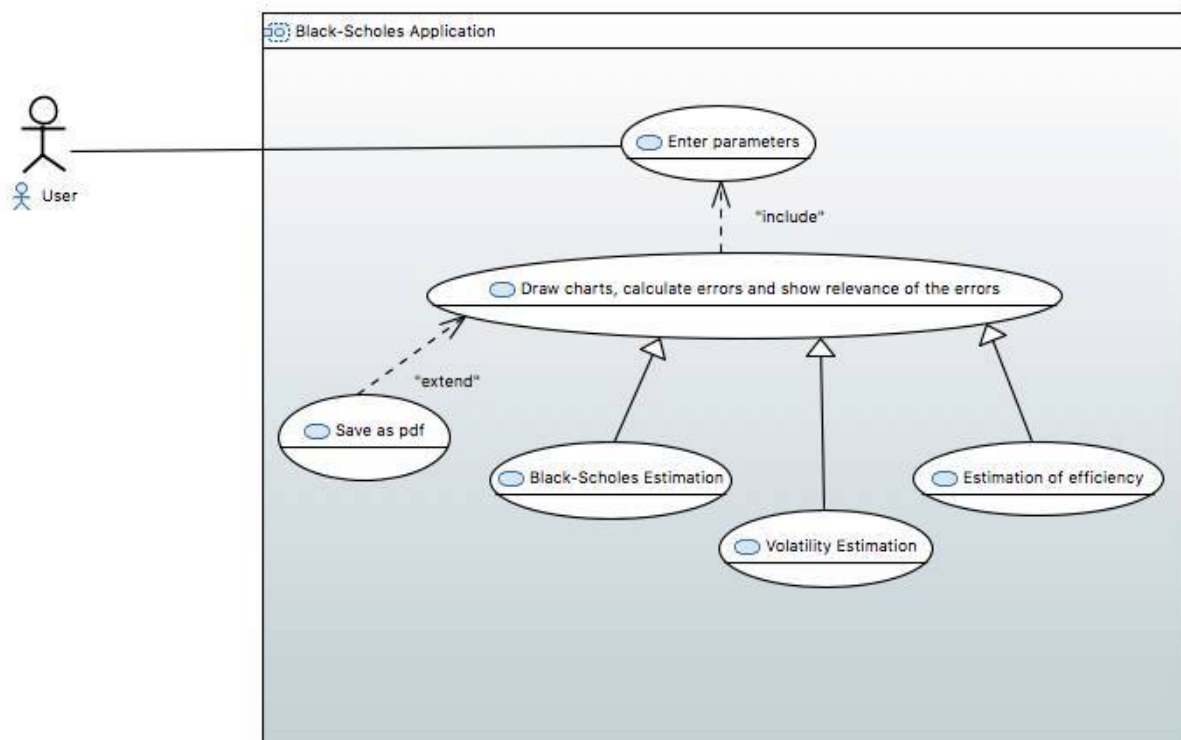 Black-Scholes Application
Enter parameters
User
"include"
Draw charts, calculate errors and show relevance of the errors
"extend"
Save as pdf
Black-Scholes Estimation
Estimation of efficiency
Volatility Estimation